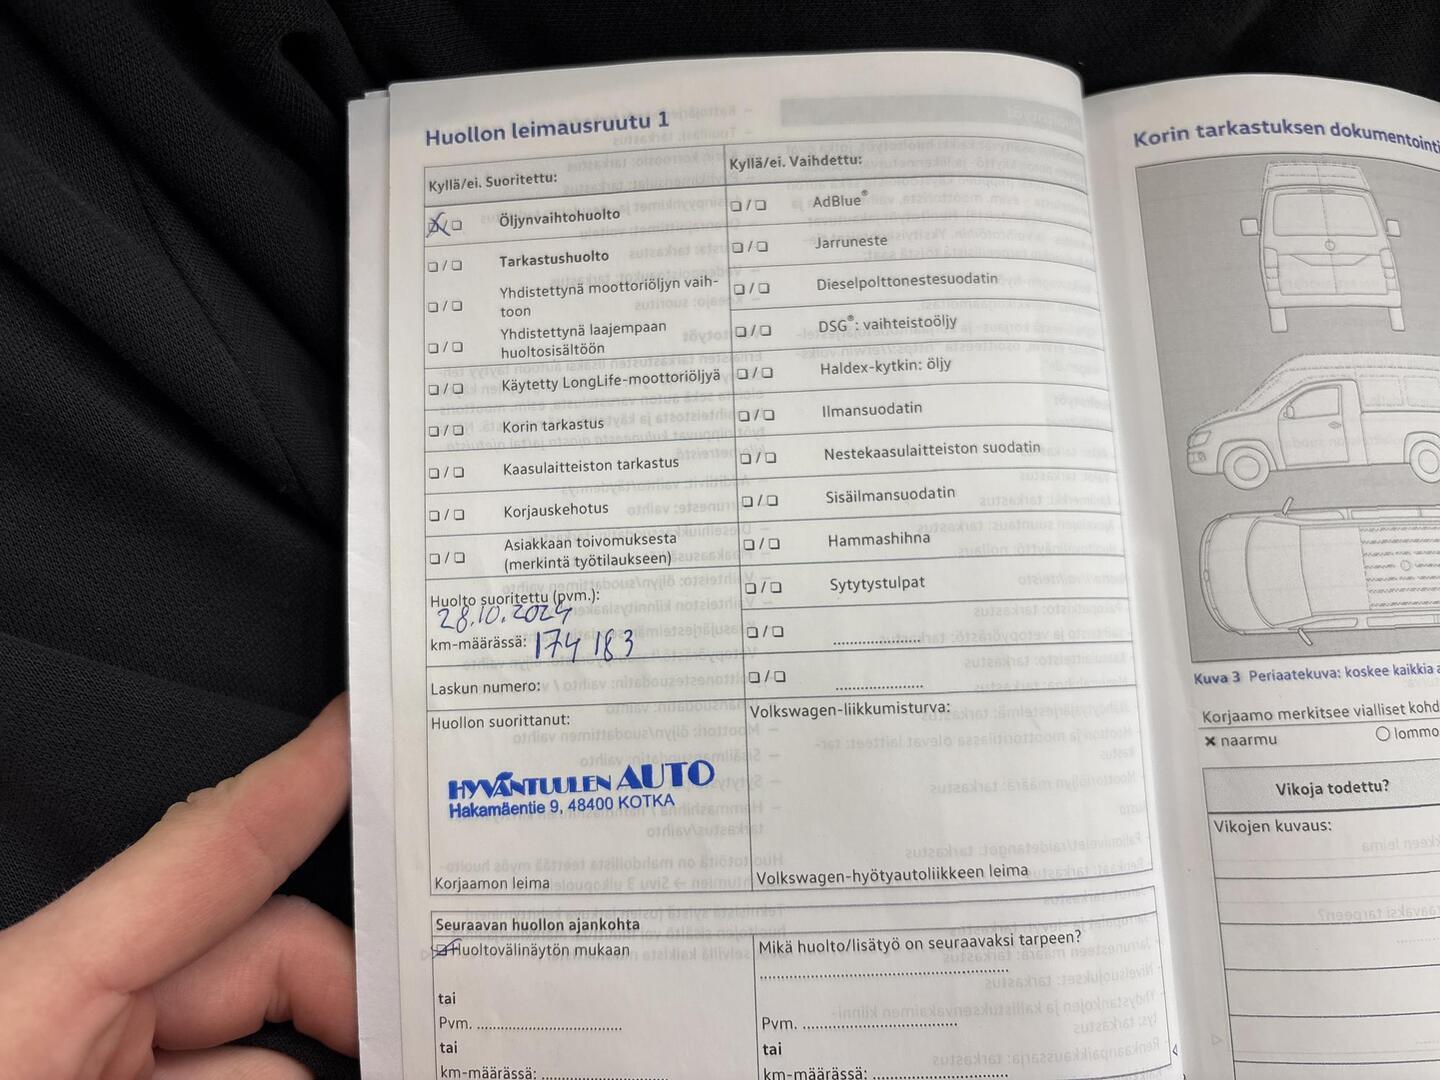 Huollon leimausruutu 1
Kyllä/ei. Suoritettu:
❏/❏ Öljynvaihtohuolto
❏/❏ Tarkastushuolto
❏/❏ Yhdistettynä moottoriöljyn vaih-
toon
❏/❏ Yhdistettynä laajempaan
huoltosisältöön
❏/❏ Käytetty LongLife-moottoriöljyä
❏/❏ Korin tarkastus
❏/❏ Kaasulaitteiston tarkastus
❏/❏ Korjauskehotus
❏/❏ Asiakkaan toivomuksesta
(merkintä työtilaukseen)
Huolto suoritettu (pvm.):
28.10.2024
km-määrässä: 174 183
Laskun numero:
Huollon suorittanut:
HYVÄNTUULEN AUTO
Hakamäentie 9, 48400 KOTKA
Korjaamon leima
Kyllä/ei. Vaihdettu:
❏/❏ AdBlue®
❏/❏ Jarruneste
❏/❏ Dieselpolttonestesuodatin
❏/❏ DSG®: vaihteistoöljy
❏/❏ Haldex-kytkin: öljy
❏/❏ Ilmansuodatin
❏/❏ Nestekaasulaitteiston suodatin
❏/❏ Sisäilmansuodatin
❏/❏ Hammashihna
❏/❏ Sytytystulpat
❏/❏ ......................
❏/❏ ......................
Volkswagen-liikkumisturva:
Volkswagen-hyötyautoliikkeen leima
Seuraavan huollon ajankohta
❏ Huoltovälinäytön mukaan
tai
Pvm. ....................................
tai
km-määrässä: ................................
Mikä huolto/lisätyö on seuraavaksi tarpeen?
..............................................................
Pvm. ......................................
tai
km-määrässä: ..................................
Korin tarkastuksen dokumentointi
Kuva 3 Periaatekuva: koskee kaikkia
Korjaamo merkitsee vialliset kohd
✖ naarmu
○ lommo
Vikoja todettu?
Vikojen kuvaus: